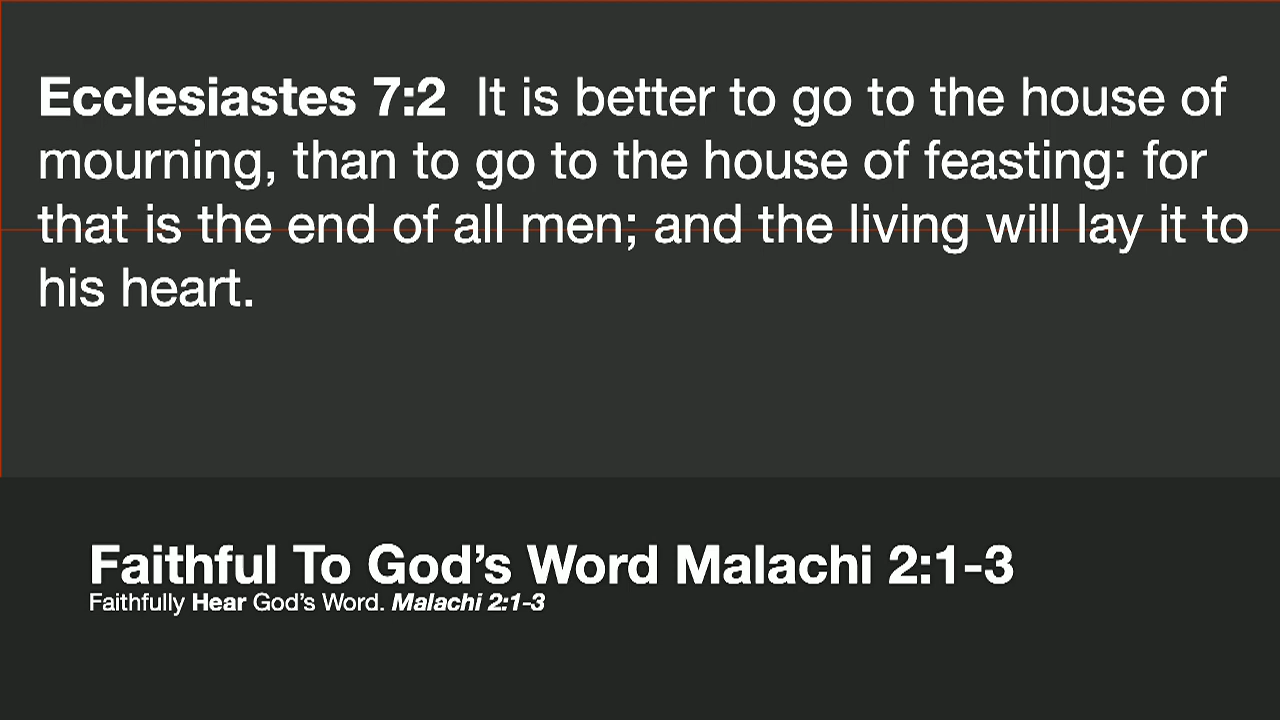 Ecclesiastes 7:2  It is better to go to the house of
mourning, than to go to the house of feasting: for
that is the end of all men; and the living will lay it to
his heart.
Faithful To God’s Word Malachi 2:1-3
Faithfully Hear God’s Word. Malachi 2:1-3